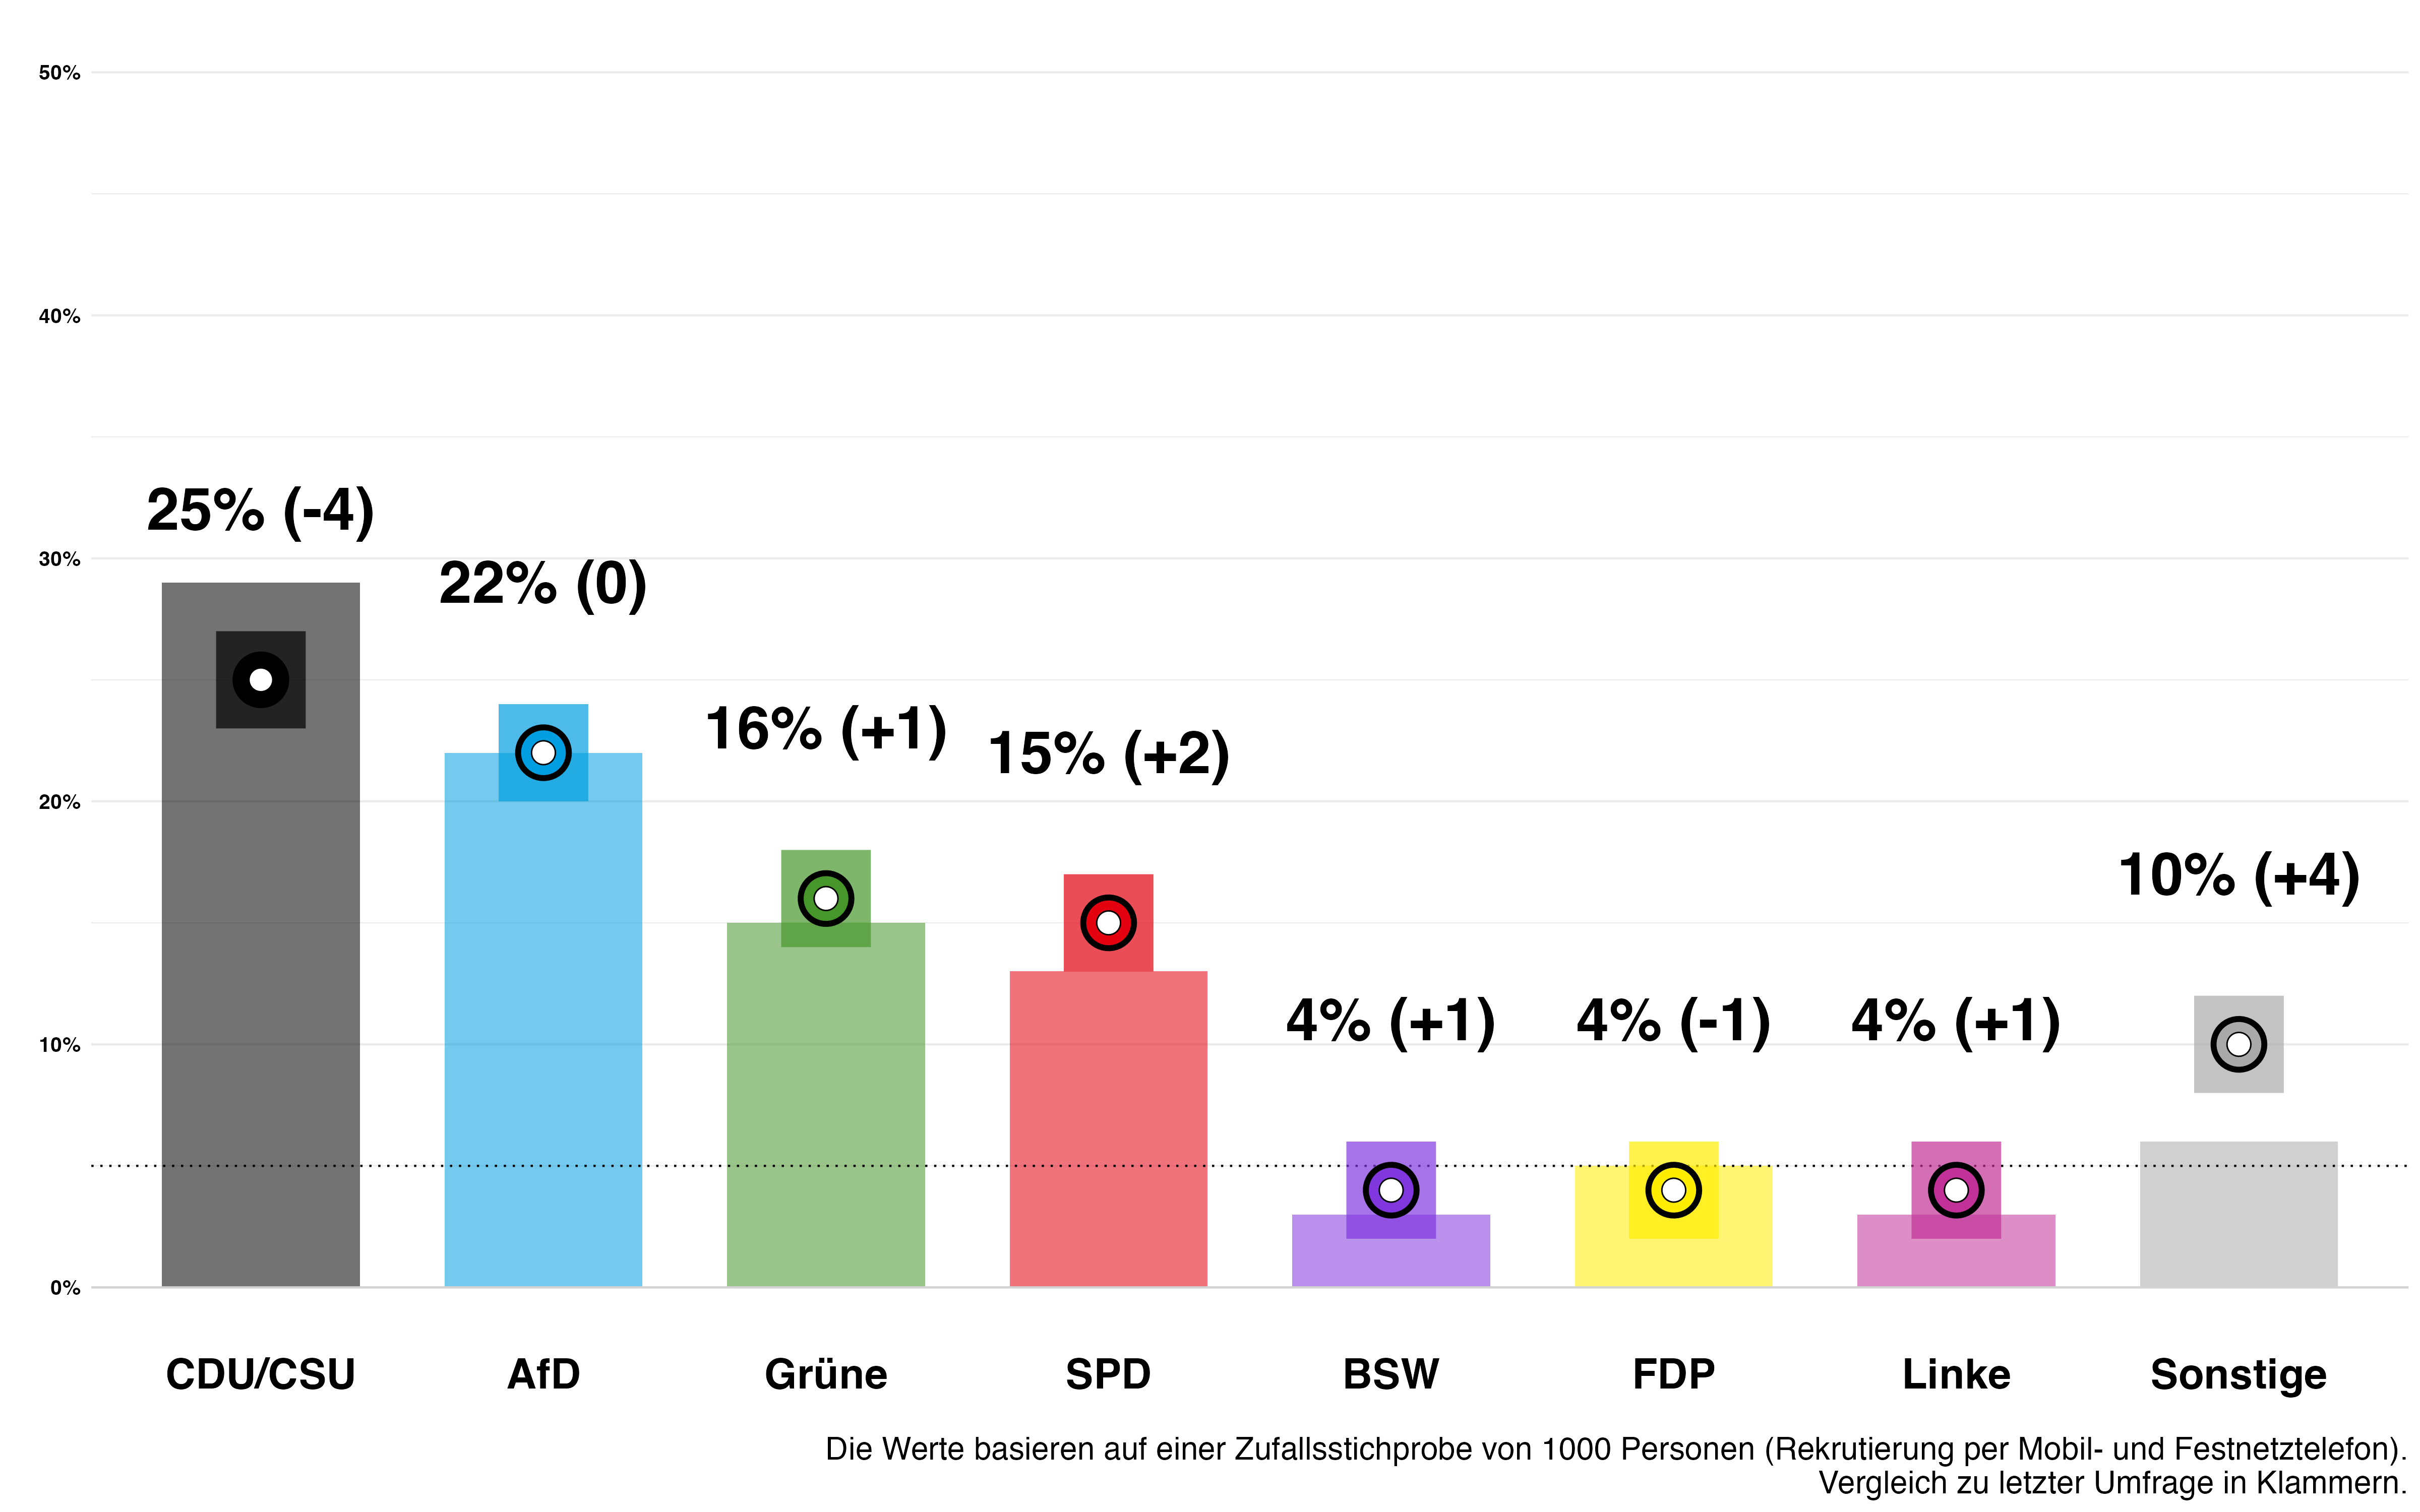 50%
40%
30%
20%
10%
0%
25% (-4)
22% (0)
16% (+1)
15% (+2)
4% (+1)
4% (-1)
4% (+1)
10% (+4)
CDU/CSU
AfD
Grüne
SPD
BSW
FDP
Linke
Sonstige
Die Werte basieren auf einer Zufallsstichprobe von 1000 Personen (Rekrutierung per Mobil- und Festnetztelefon).
Vergleich zu letzter Umfrage in Klammern.